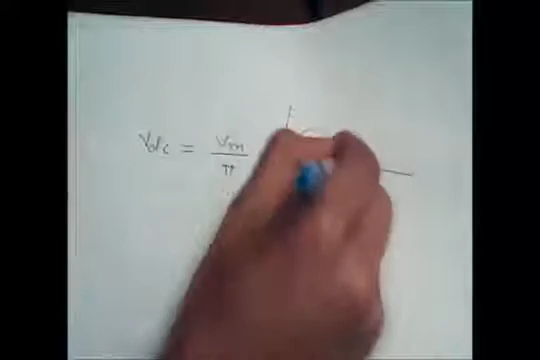 Vdc = Vm / π